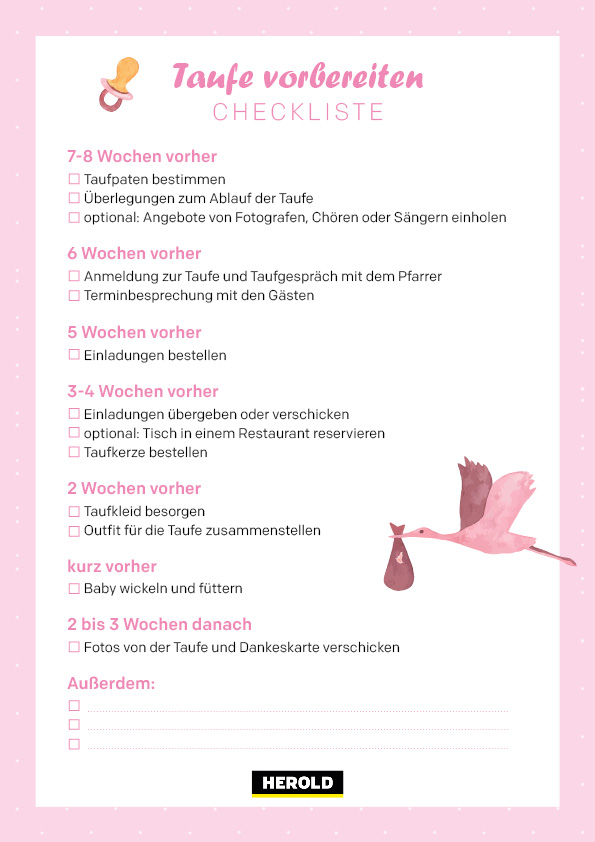 Taufe vorbereiten
CHECKLISTE
7-8 Wochen vorher
Taufpaten bestimmen
Überlegungen zum Ablauf der Taufe
optional: Angebote von Fotografen, Chören oder Sängern einholen
6 Wochen vorher
Anmeldung zur Taufe und Taufgespräch mit dem Pfarrer
Terminbesprechung mit den Gästen
5 Wochen vorher
Einladungen bestellen
3-4 Wochen vorher
Einladungen übergeben oder verschicken
optional: Tisch in einem Restaurant reservieren
Taufkerze bestellen
2 Wochen vorher
Taufkleid besorgen
Outfit für die Taufe zusammenstellen
kurz vorher
Baby wickeln und füttern
2 bis 3 Wochen danach
Fotos von der Taufe und Dankeskarte verschicken
Außerdem:
HEROLD